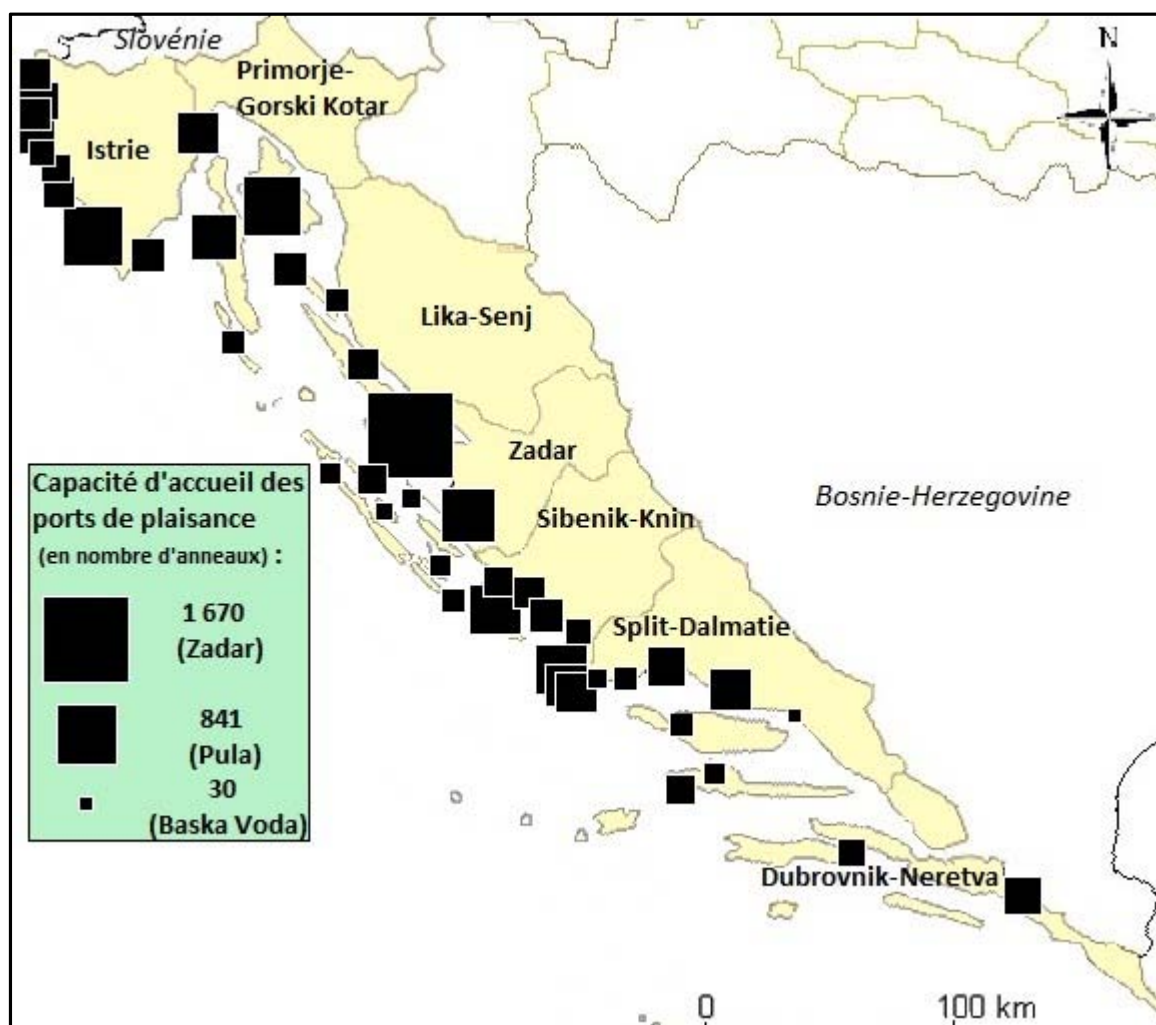 Slovénie
N
Primorje-
Gorski Kotar
Istrie
Lika-Senj
Zadar
Capacité d'accueil des
ports de plaisance
(en nombre d'anneaux) :
1 670
(Zadar)
841
(Pula)
30
(Baska Voda)
Sibenik-Knin
Bosnie-Herzegovine
Split-Dalmatie
Dubrovnik-Neretva
0 100 km